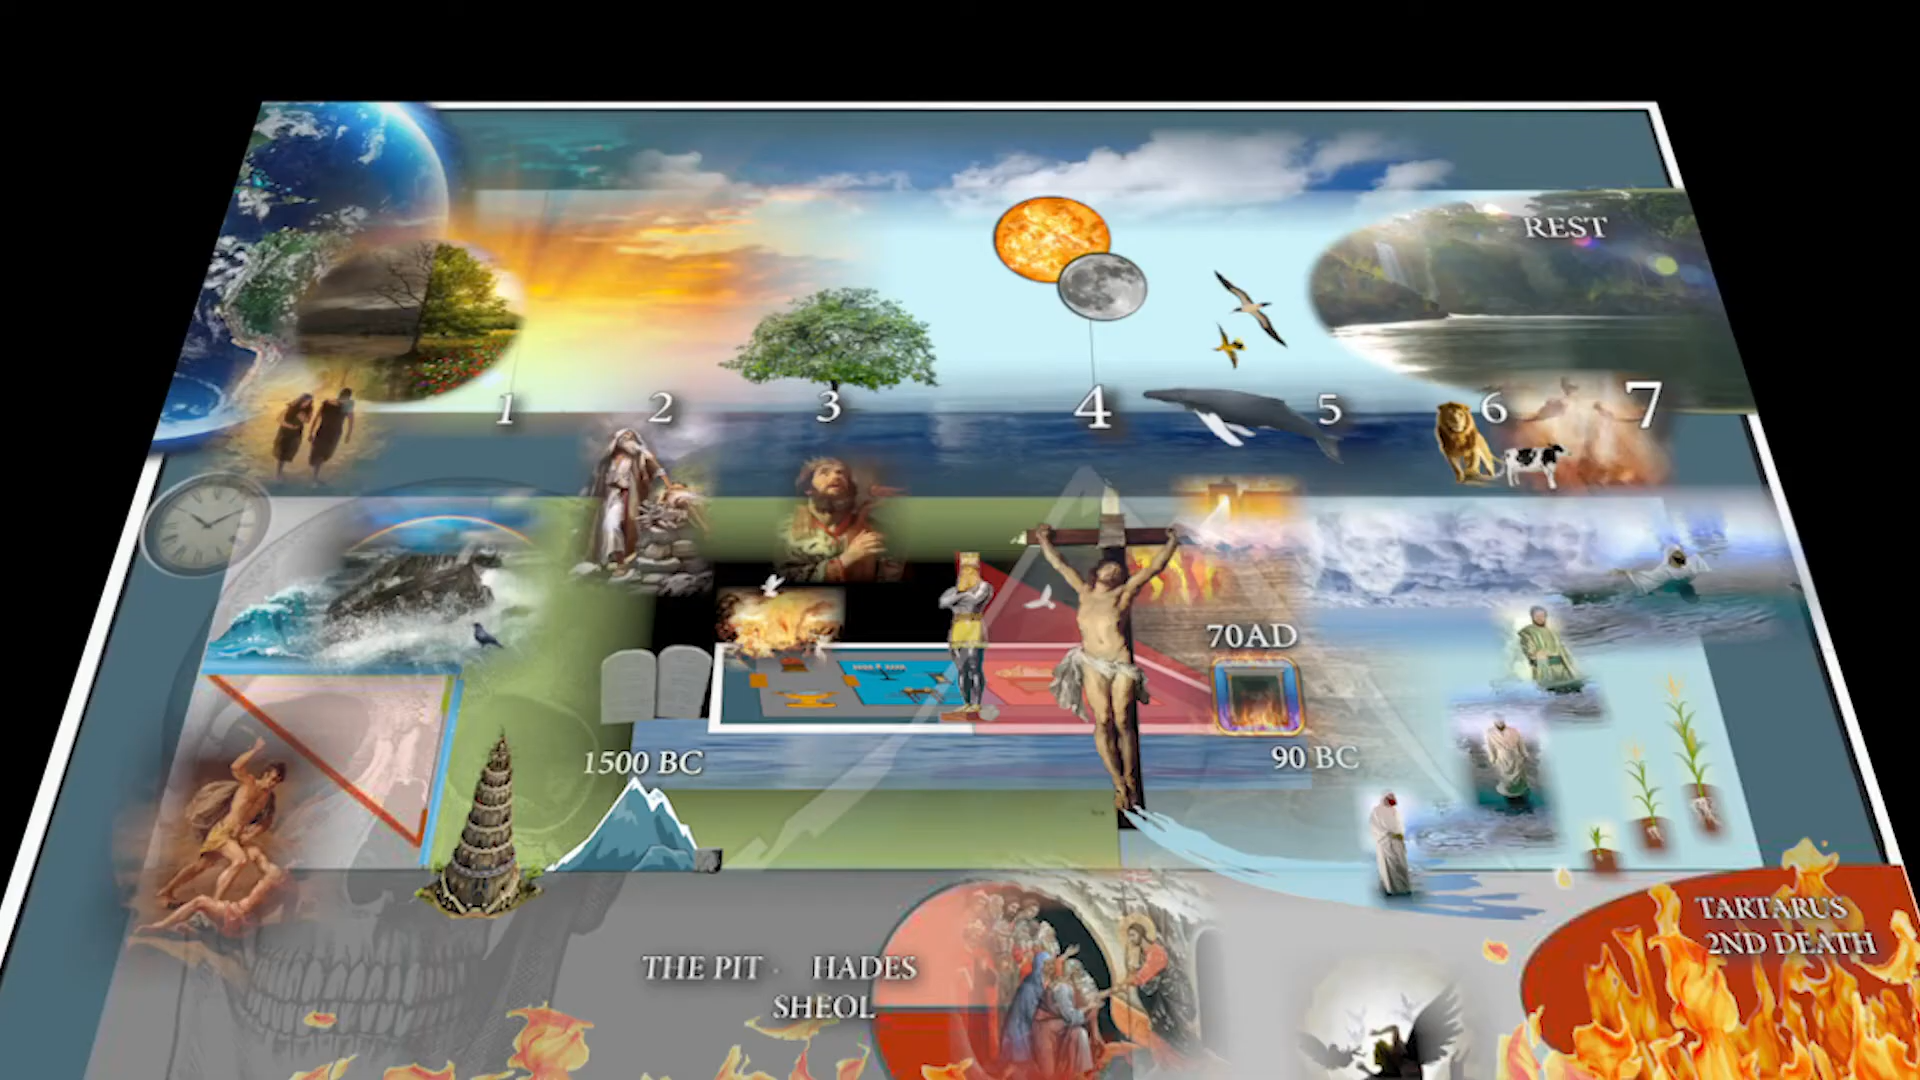 REST
1 2 3 4 5 6 7
70AD
1500 BC
90 BC
THE PIT HADES
SHEOL
TARTARUS
2ND DEATH